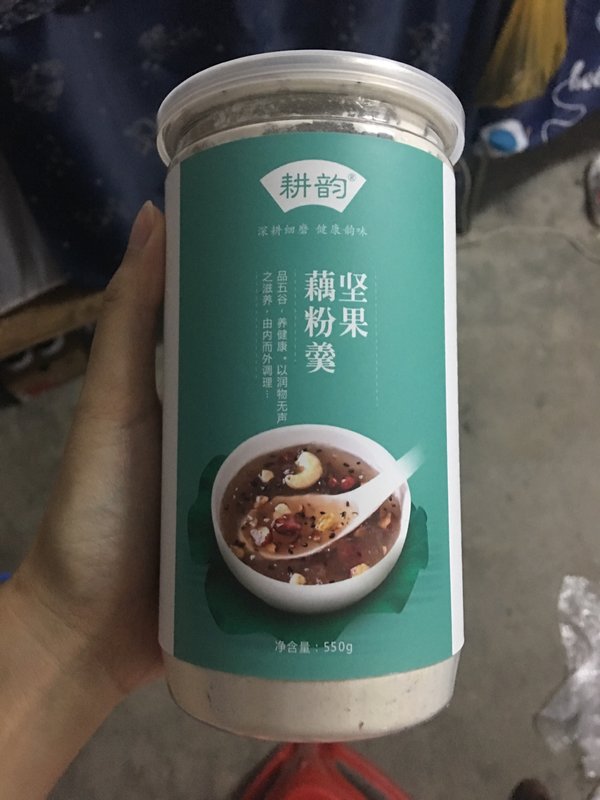 耕韵®
深耕细磨 健康韵味
坚果
藕粉羹
品五谷，养健康。以润物无声
之滋养，由内而外调理…
净含量：550g